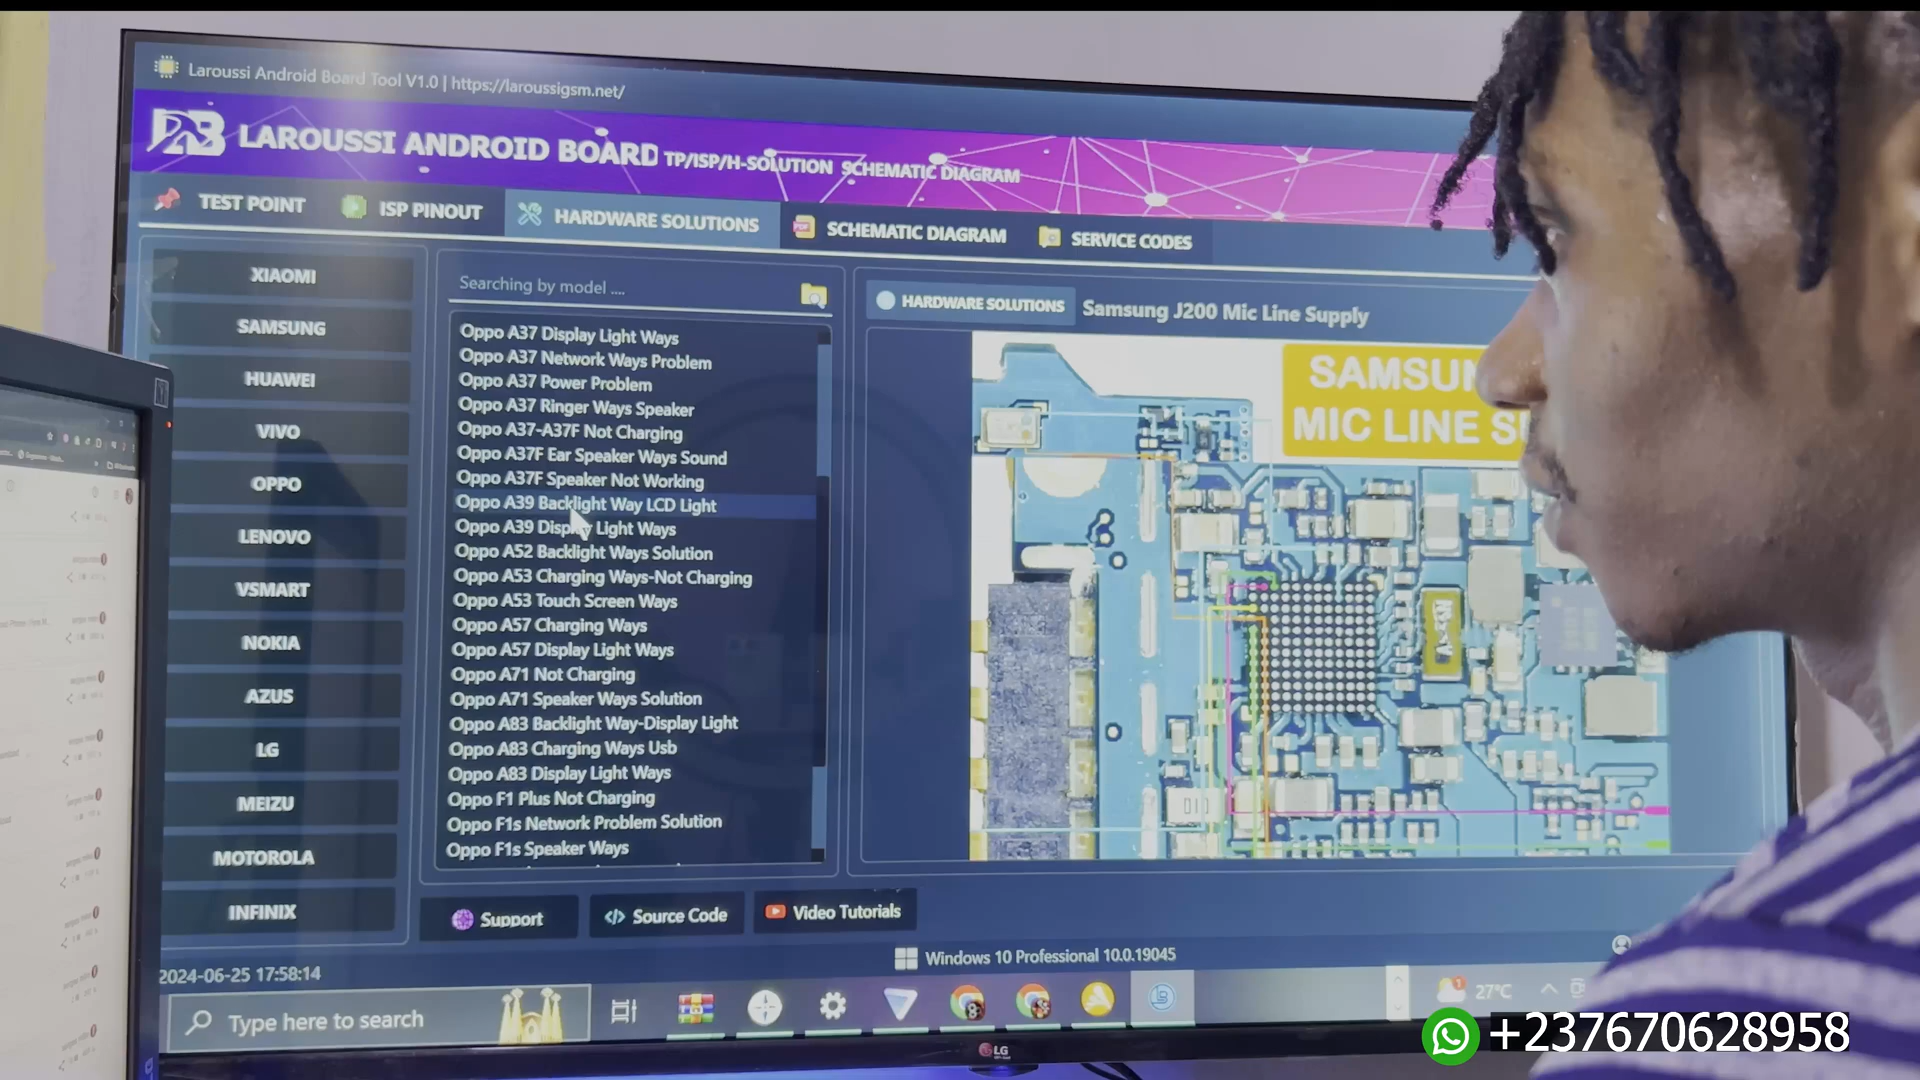 Laroussi Android Board Tool V1.0 | https://laroussigsm.net/
LAROUSSI ANDROID BOARD TP/ISP/H-SOLUTION SCHEMATIC DIAGRAM
TEST POINT
ISP PINOUT
HARDWARE SOLUTIONS
SCHEMATIC DIAGRAM
SERVICE CODES
XIAOMI
SAMSUNG
HUAWEI
VIVO
OPPO
LENOVO
VSMART
NOKIA
AZUS
LG
MEIZU
MOTOROLA
INFINIX
Searching by model ....
Oppo A37 Display Light Ways
Oppo A37 Network Ways Problem
Oppo A37 Power Problem
Oppo A37 Ringer Ways Speaker
Oppo A37-A37F Not Charging
Oppo A37F Ear Speaker Ways Sound
Oppo A37F Speaker Not Working
Oppo A39 Backlight Way LCD Light
Oppo A39 Display Light Ways
Oppo A52 Backlight Ways Solution
Oppo A53 Charging Ways-Not Charging
Oppo A53 Touch Screen Ways
Oppo A57 Charging Ways
Oppo A57 Display Light Ways
Oppo A71 Not Charging
Oppo A71 Speaker Ways Solution
Oppo A83 Backlight Way-Display Light
Oppo A83 Charging Ways Usb
Oppo A83 Display Light Ways
Oppo F1 Plus Not Charging
Oppo F1s Network Problem Solution
Oppo F1s Speaker Ways
HARDWARE SOLUTIONS
Samsung J200 Mic Line Supply
SAMSUN
MIC LINE S
Support
Source Code
Video Tutorials
Windows 10 Professional 10.0.19045
2024-06-25 17:58:14
Type here to search
27°C
LG
+237670628958